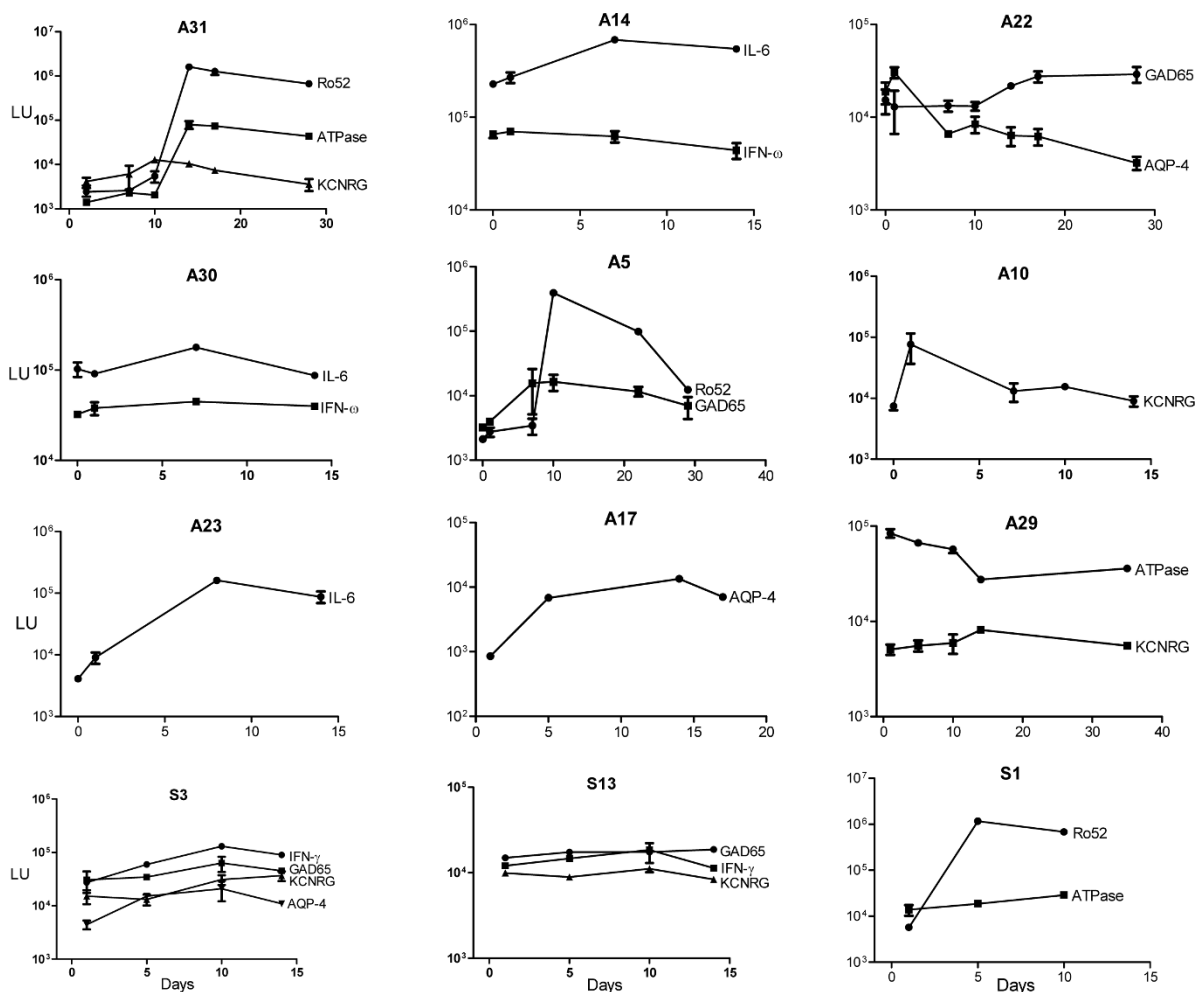 A31
10⁷
10⁶
10⁵
10⁴
10³
LU
Ro52
ATPase
KCNRG
0 10 20 30
A14
10⁶
10⁵
10⁴
IL-6
IFN-ω
0 5 10 15
A22
10⁵
10⁴
10³
GAD65
AQP-4
0 10 20 30
A30
10⁶
10⁵
10⁴
LU
IL-6
IFN-ω
0 5 10 15
A5
10⁶
10⁵
10⁴
10³
Ro52
GAD65
0 10 20 30 40
A10
10⁶
10⁵
10⁴
10³
KCNRG
0 5 10 15
A23
10⁶
10⁵
10⁴
10³
LU
IL-6
0 5 10 15
A17
10⁵
10⁴
10³
10²
AQP-4
0 5 10 15 20
A29
10⁵
10⁴
10³
ATPase
KCNRG
0 10 20 30 40
S3
10⁶
10⁵
10⁴
10³
LU
IFN-γ
GAD65
KCNRG
AQP-4
0 5 10 15
Days
S13
10⁵
10⁴
10³
GAD65
IFN-γ
KCNRG
0 5 10 15
Days
S1
10⁷
10⁶
10⁵
10⁴
10³
Ro52
ATPase
0 5 10 15
Days